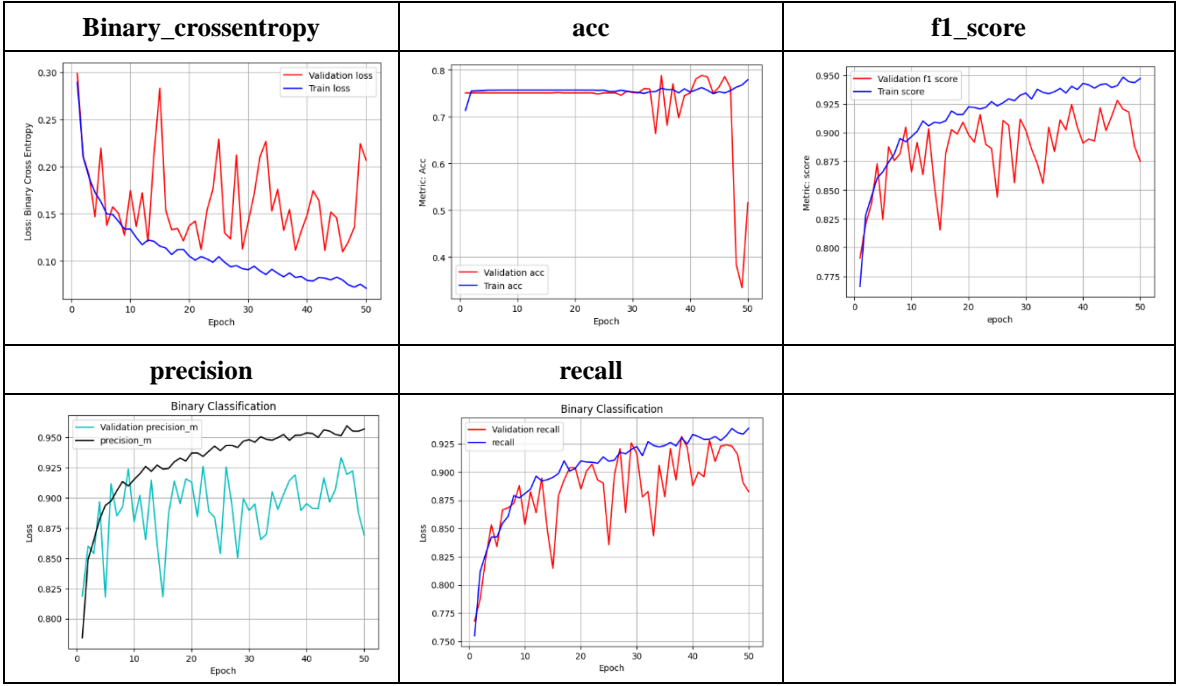 Binary_crossentropy
acc
f1_score
Validation loss
Train loss
0.30
0.25
0.20
0.15
0.10
Loss: Binary Cross Entropy
0 10 20 30 40 50
Epoch
0.8
0.7
0.6
0.5
0.4
Metric: Acc
Validation acc
Train acc
0 10 20 30 40 50
Epoch
Validation f1 score
Train score
0.950
0.925
0.900
0.875
0.850
0.825
0.800
0.775
Metric: score
0 10 20 30 40 50
epoch
precision
recall
Binary Classification
Validation precision_m
precision_m
0.950
0.925
0.900
0.875
0.850
0.825
0.800
Loss
0 10 20 30 40 50
Epoch
Binary Classification
Validation recall
recall
0.925
0.900
0.875
0.850
0.825
0.800
0.775
0.750
Loss
0 10 20 30 40 50
Epoch